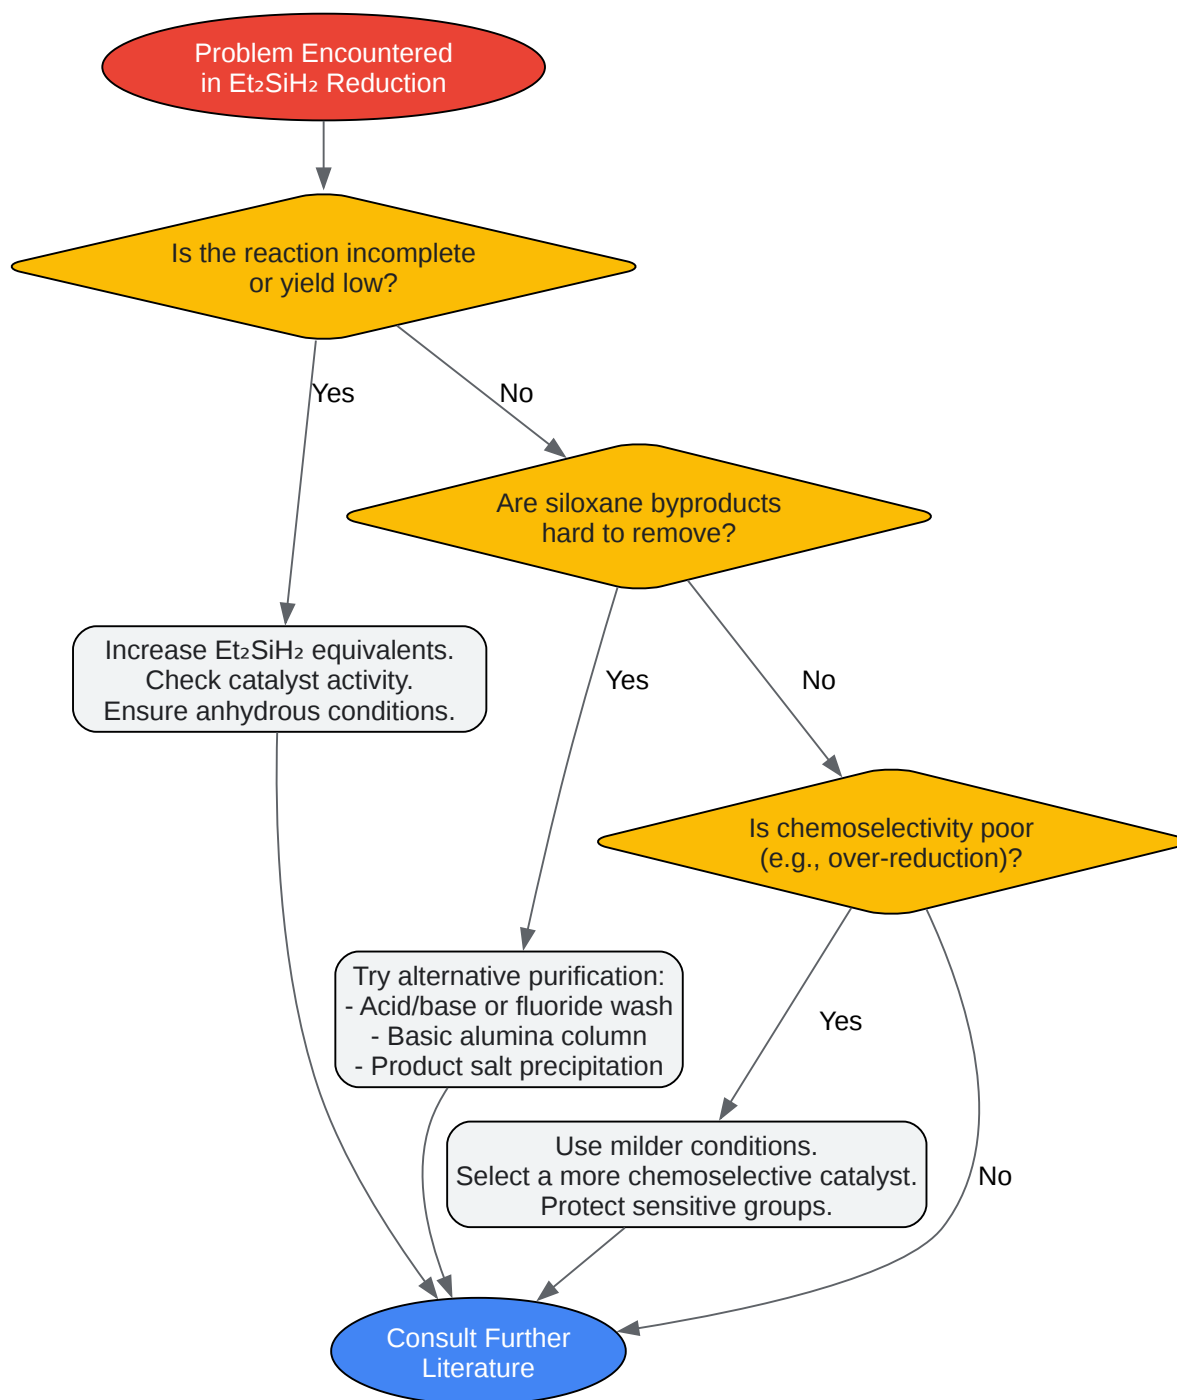 Problem Encountered
in Et₂SiH₂ Reduction
Is the reaction incomplete
or yield low?
Yes
No
Are siloxane byproducts
hard to remove?
Increase Et₂SiH₂ equivalents.
Check catalyst activity.
Ensure anhydrous conditions.
Yes
No
Is chemoselectivity poor
(e.g., over-reduction)?
Try alternative purification:
- Acid/base or fluoride wash
- Basic alumina column
- Product salt precipitation
Yes
No
Use milder conditions.
Select a more chemoselective catalyst.
Protect sensitive groups.
Consult Further
Literature